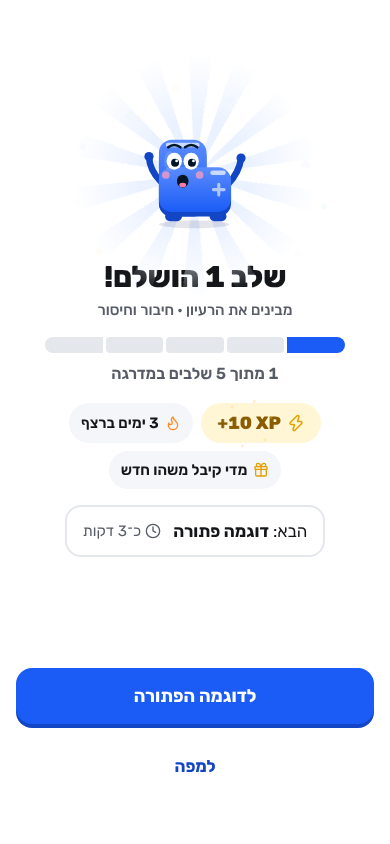 שלב 1 הושלם!
מבינים את הרעיון • חיבור וחיסור
1 מתוך 5 שלבים במדרגה
+10 XP
3 ימים ברצף
מדי קיבל משהו חדש
הבא: דוגמה פתורה כ־3 דקות
לדוגמה הפתורה
למפה